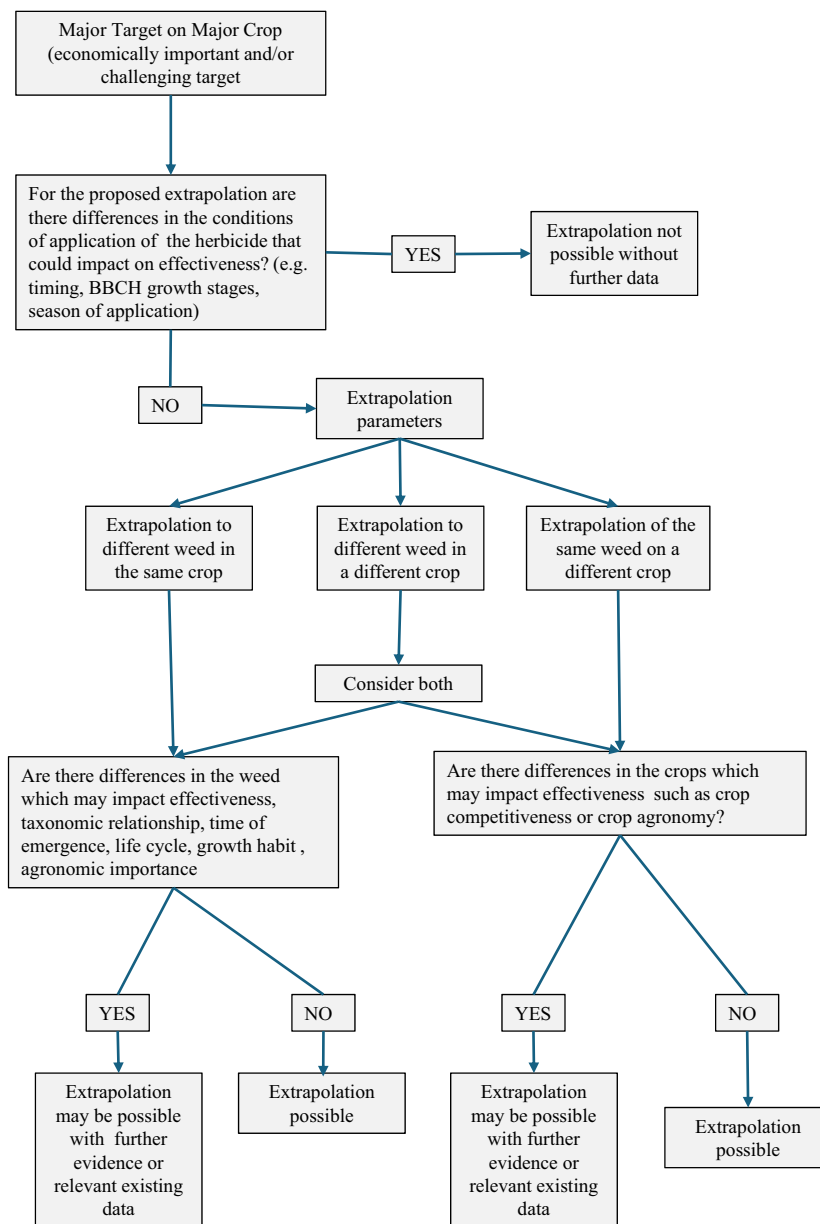 Major Target on Major Crop
(economically important and/or
challenging target
For the proposed extrapolation are
there differences in the conditions
of application of the herbicide that
could impact on effectiveness? (e.g.
timing, BBCH growth stages,
season of application)
YES
Extrapolation not
possible without
further data
NO
Extrapolation
parameters
Extrapolation to
different weed in
the same crop
Extrapolation to
different weed in
a different crop
Extrapolation of the
same weed on a
different crop
Consider both
Are there differences in the weed
which may impact effectiveness,
taxonomic relationship, time of
emergence, life cycle, growth habit ,
agronomic importance
Are there differences in the crops which
may impact effectiveness such as crop
competitiveness or crop agronomy?
YES
NO
YES
NO
Extrapolation
may be possible
with further
evidence or
relevant existing
data
Extrapolation
possible
Extrapolation
may be possible
with further
evidence or
relevant existing
data
Extrapolation
possible